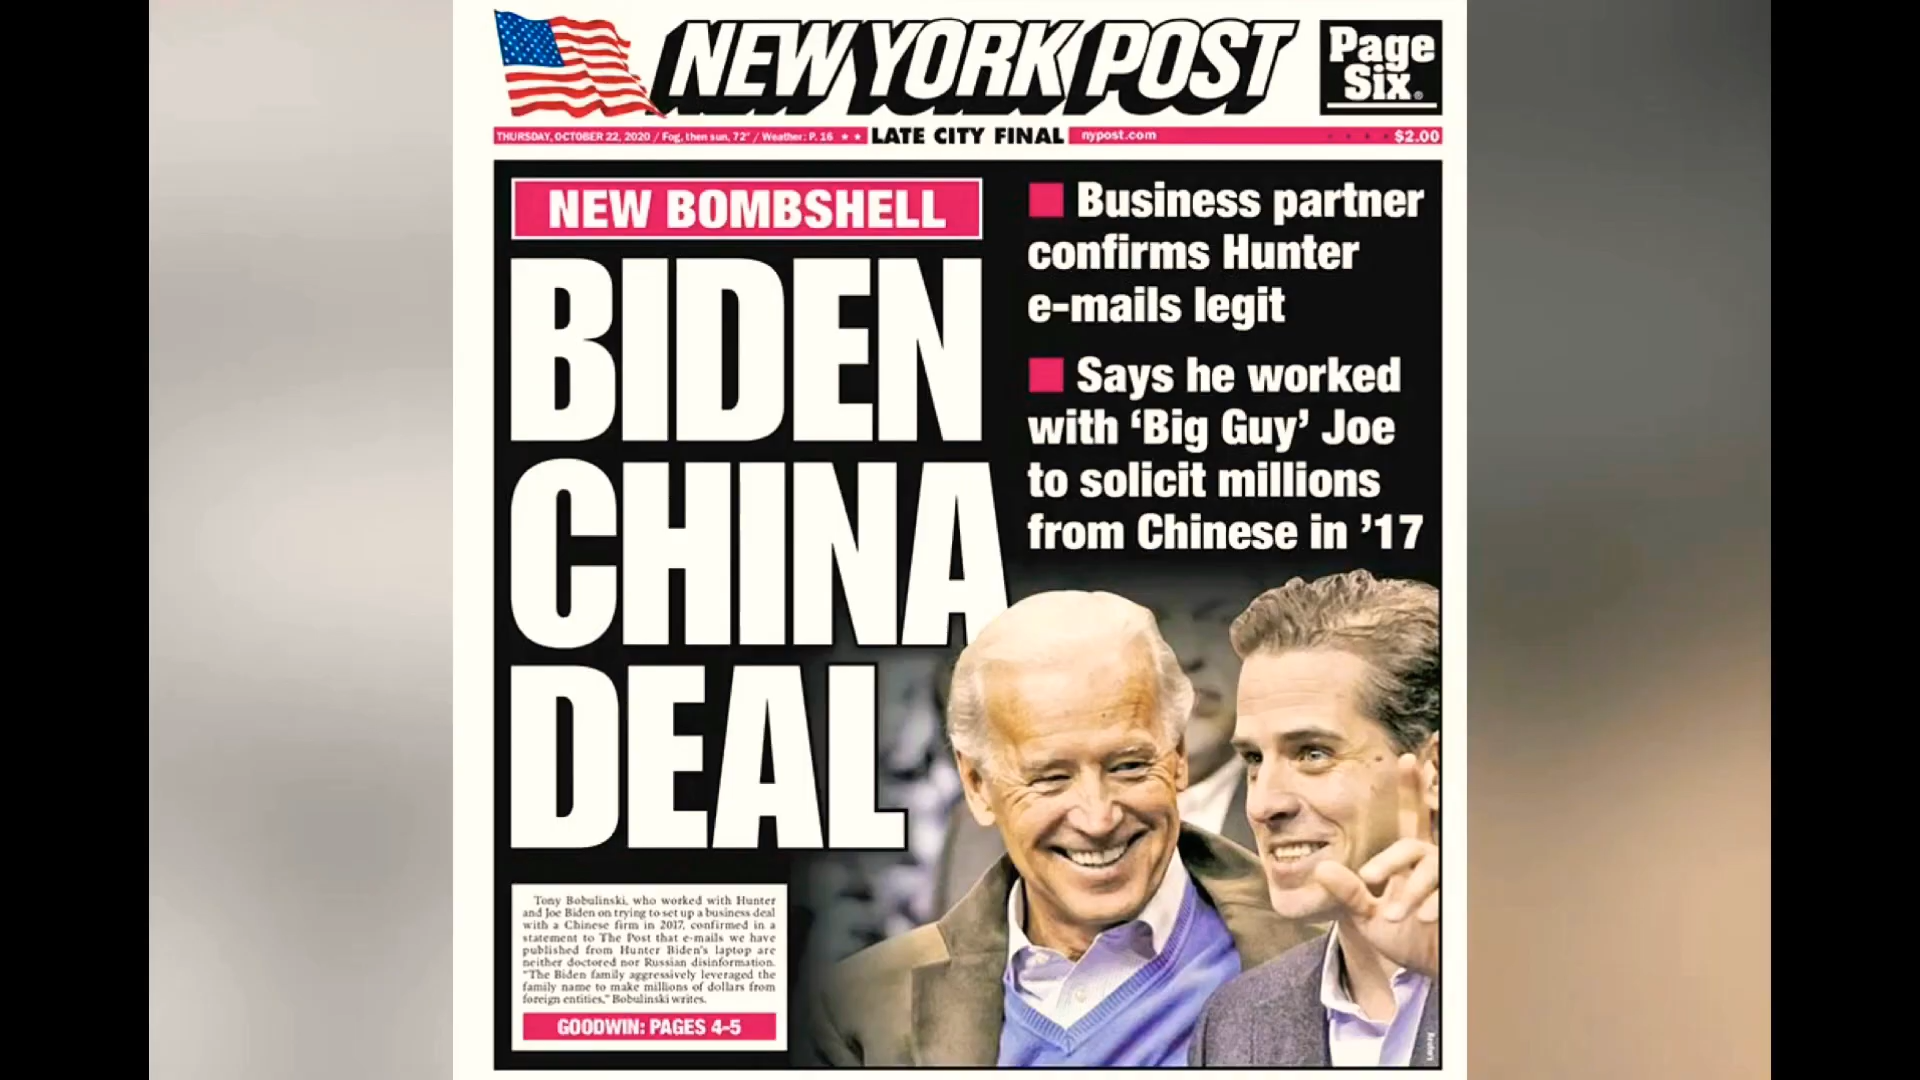 NEW YORK POST
Page
Six®
THURSDAY, OCTOBER 22, 2020 / Fog, then sun, 72° / Weather: P. 16 ★ ★ LATE CITY FINAL nypost.com $2.00
NEW BOMBSHELL
BIDEN
CHINA
DEAL
■ Business partner
confirms Hunter
e-mails legit
■ Says he worked
with ‘Big Guy’ Joe
to solicit millions
from Chinese in ’17
Tony Bobulinski, who worked with Hunter
and Joe Biden on trying to set up a business deal
with a Chinese firm in 2017, confirmed in a
statement to The Post that e-mails we have
published from Hunter Biden's laptop are
neither doctored nor Russian disinformation.
“The Biden family aggressively leveraged the
family name to make millions of dollars from
foreign entities,” Bobulinski writes.
GOODWIN: PAGES 4-5